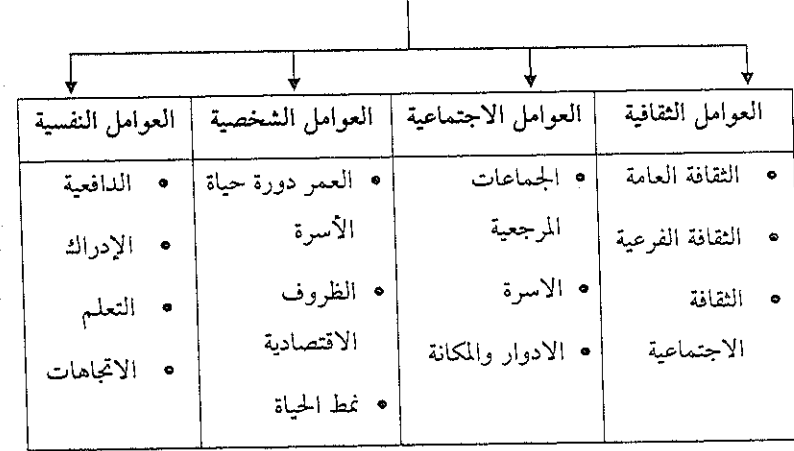 العوامل الثقافية
الثقافة العامة
الثقافة الفرعية
الثقافة
الاجتماعية
العوامل الاجتماعية
الجماعات
المرجعية
الاسرة
الادوار والمكانة
العوامل الشخصية
العمر دورة حياة
الأسرة
الظروف
الاقتصادية
نمط الحياة
العوامل النفسية
الدافعية
الإدراك
التعلم
الاتجاهات